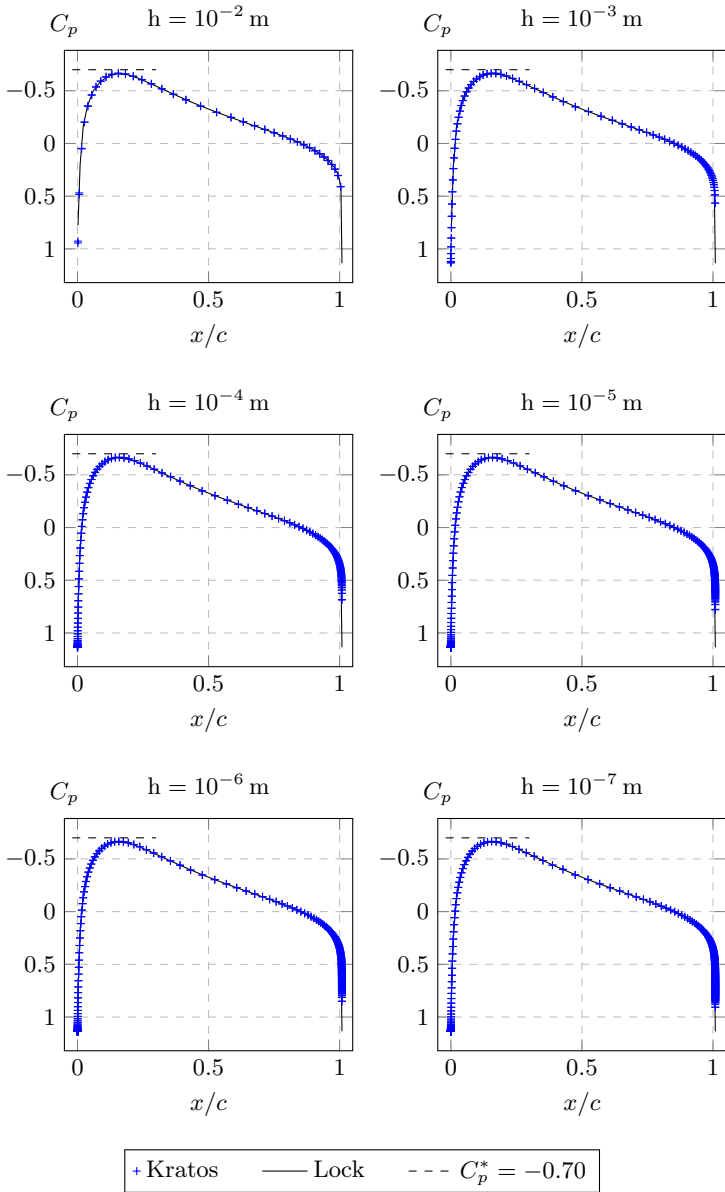 C_p h = 10⁻² m
−0.5
0
0.5
1
0 0.5 1
x/c
C_p h = 10⁻³ m
−0.5
0
0.5
1
0 0.5 1
x/c
C_p h = 10⁻⁴ m
−0.5
0
0.5
1
0 0.5 1
x/c
C_p h = 10⁻⁵ m
−0.5
0
0.5
1
0 0.5 1
x/c
C_p h = 10⁻⁶ m
−0.5
0
0.5
1
0 0.5 1
x/c
C_p h = 10⁻⁷ m
−0.5
0
0.5
1
0 0.5 1
x/c
Kratos Lock C_p^* = −0.70